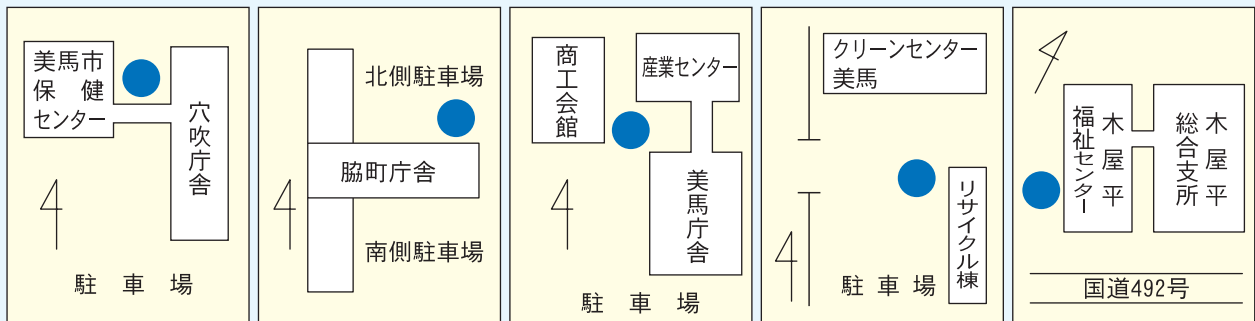 美馬市
保健
センター
穴吹庁舎
駐車場
北側駐車場
脇町庁舎
南側駐車場
商工会館
産業センター
美馬庁舎
駐車場
クリーンセンター
美馬
リサイクル棟
駐車場
木屋平
福祉センター
木屋平
総合支所
国道492号